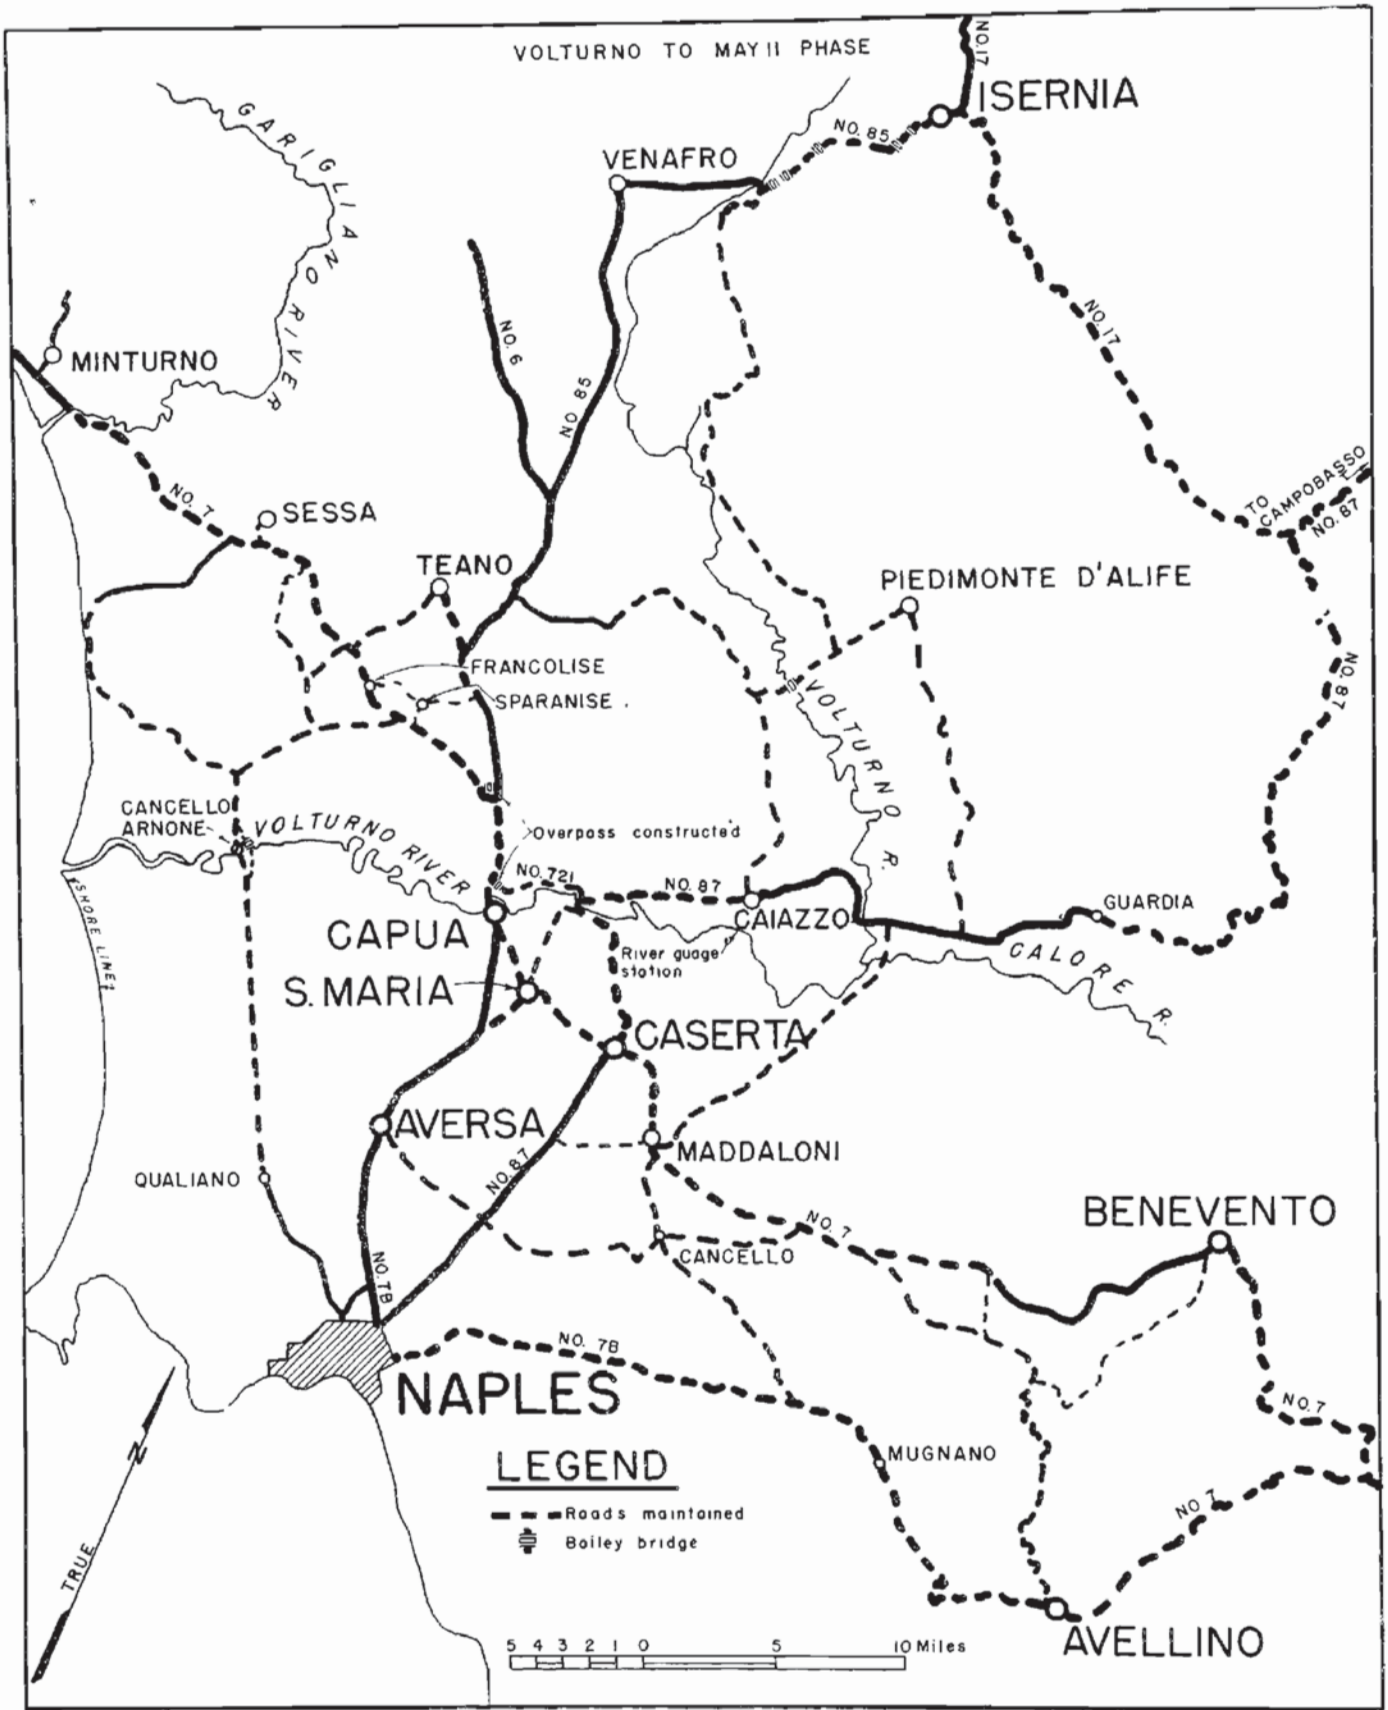 VOLTURNO TO MAY 11 PHASE
NO. 17
ISERNIA
GARIGLIANO RIVER
NO. 85
VENAFRO
NO. 6
NO. 17
MINTURNO
NO 85
TO
CAMPOBASSO
NO. 87
NO. 7
SESSA
TEANO
PIEDIMONTE D'ALIFE
FRANCOLISE
NO. 87
SPARANISE
VOLTURNO R.
CANCELLO
ARNONE
VOLTURNO RIVER
Overpass constructed
NO. 721
NO. 87
SHORE LINE
CAPUA
CAIAZZO
GUARDIA
River guage
station
CALORE R.
S. MARIA
CASERTA
AVERSA
MADDALONI
QUALIANO
NO. 87
BENEVENTO
NO. 7
CANCELLO
NO. 7B
NO. 7B
NAPLES
NO. 7
MUGNANO
N
TRUE
LEGEND
Roads maintained
Bailey bridge
NO 7
AVELLINO
5 4 3 2 1 0 5 10 Miles